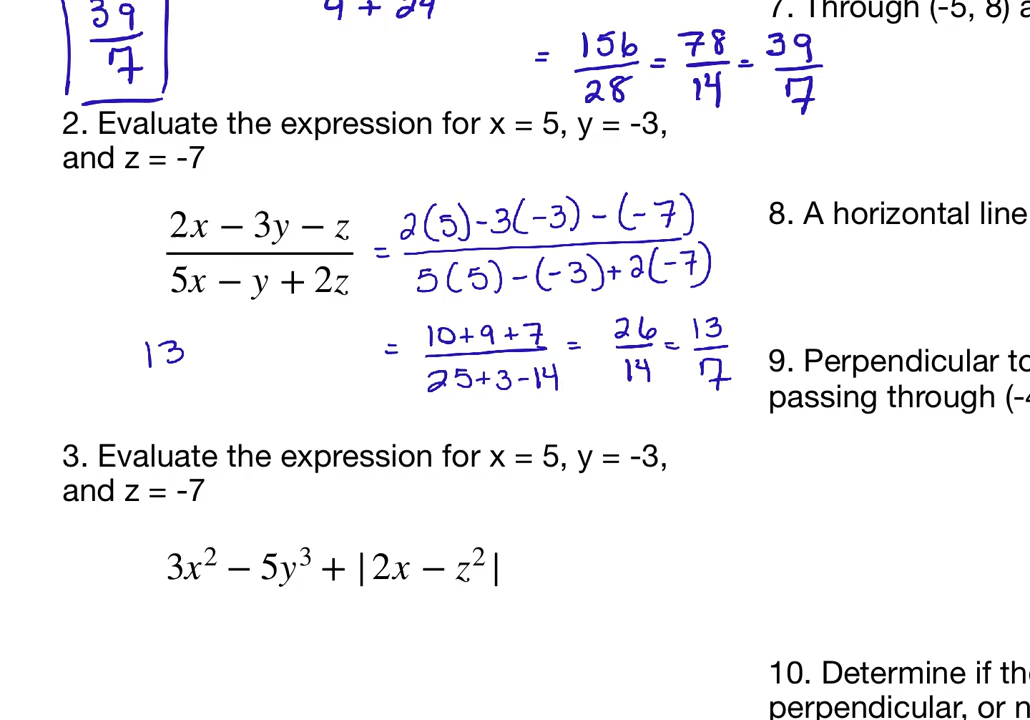 39/7
9 + 29
= 156/28 = 78/14 = 39/7
2. Evaluate the expression for x = 5, y = -3,
and z = -7
(2x − 3y − z)/(5x − y + 2z) = (2(5)-3(-3)-(-7))/(5(5)-(-3)+2(-7))
13
= (10+9+7)/(25+3-14) = 26/14 = 13/7
3. Evaluate the expression for x = 5, y = -3,
and z = -7
3x² − 5y³ + | 2x − z² |
7. Through (-5, 8)
8. A horizontal line
9. Perpendicular to
passing through
10. Determine if
perpendicular, or